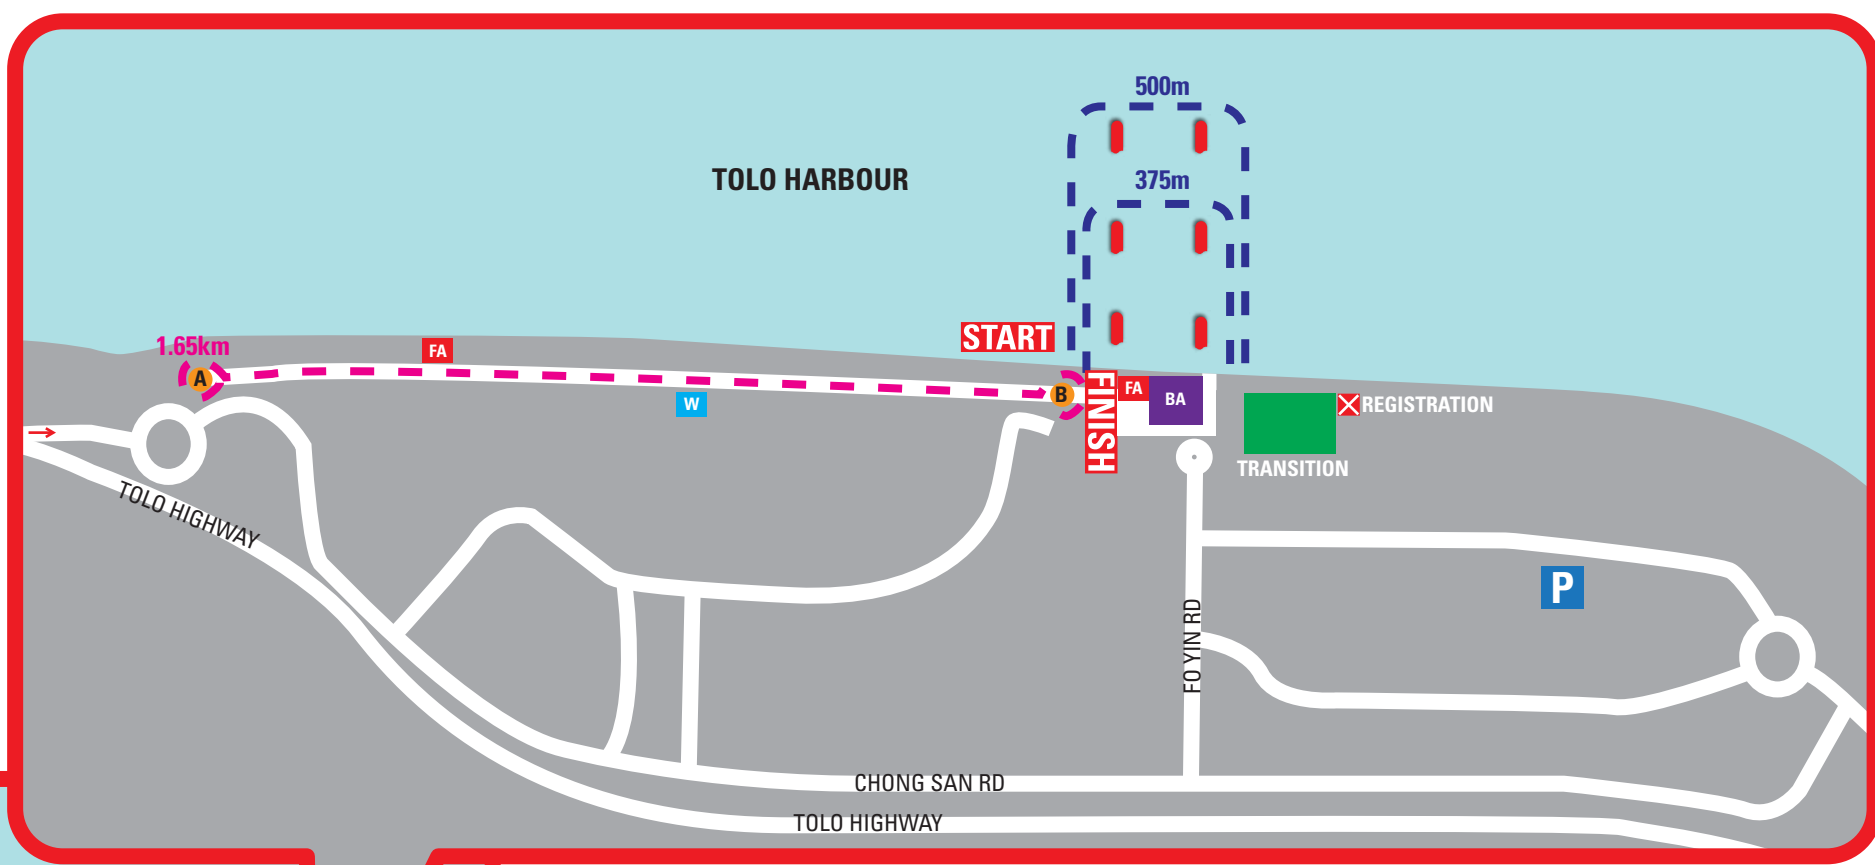 500m
TOLO HARBOUR
375m
START
1.65km
FA
A
W
B
FINISH
FA
BA
REGISTRATION
TRANSITION
TOLO HIGHWAY
P
FO YIN RD
CHONG SAN RD
TOLO HIGHWAY